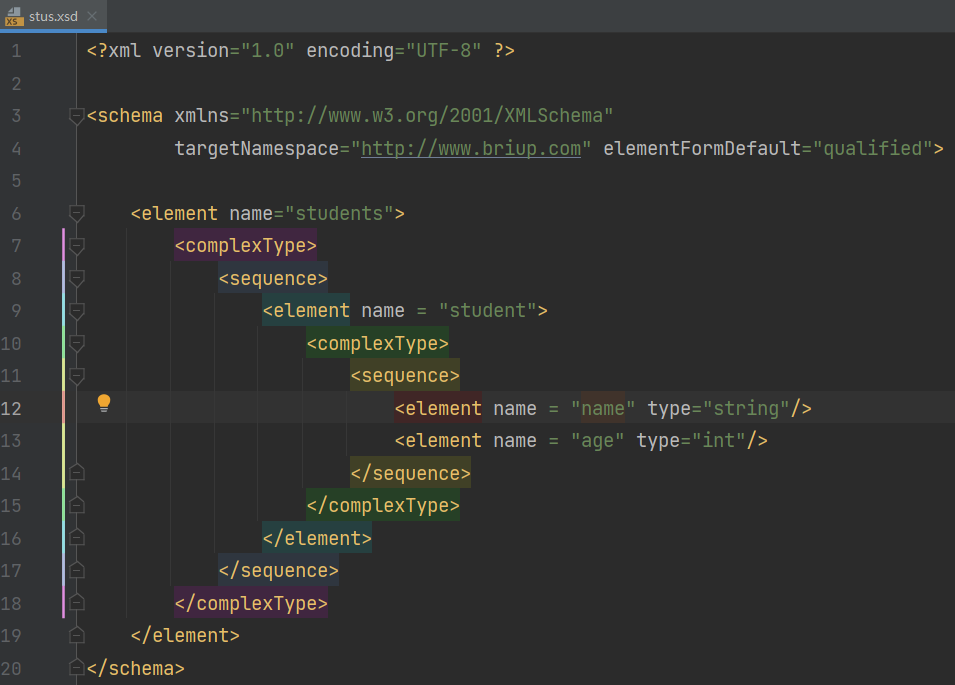 stus.xsd
1 <?xml version="1.0" encoding="UTF-8" ?>
2
3 <schema xmlns="http://www.w3.org/2001/XMLSchema"
4         targetNamespace="http://www.briup.com" elementFormDefault="qualified">
5
6     <element name="students">
7         <complexType>
8             <sequence>
9                 <element name = "student">
10                    <complexType>
11                        <sequence>
12                            <element name = "name" type="string"/>
13                            <element name = "age" type="int"/>
14                        </sequence>
15                    </complexType>
16                </element>
17            </sequence>
18        </complexType>
19    </element>
20 </schema>